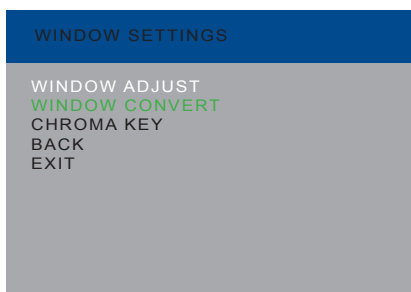 WINDOW SETTINGS
WINDOW ADJUST
WINDOW CONVERT
CHROMA KEY
BACK
EXIT